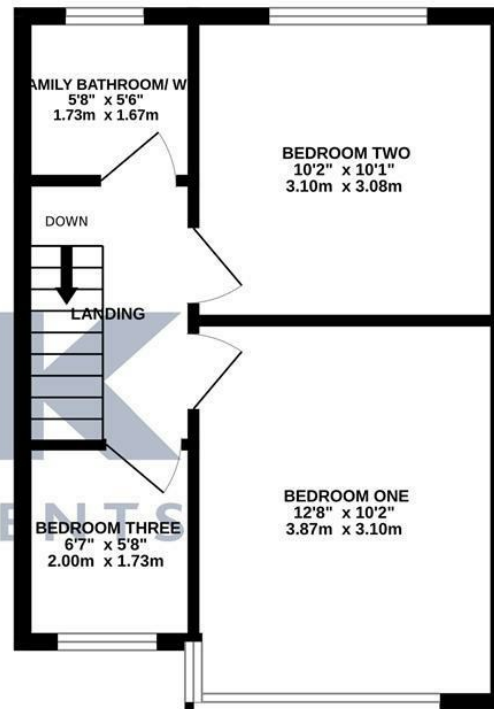 AMILY BATHROOM/ W
5'8" x 5'6"
1.73m x 1.67m
BEDROOM TWO
10'2" x 10'1"
3.10m x 3.08m
DOWN
LANDING
K
ENTS
BEDROOM ONE
12'8" x 10'2"
3.87m x 3.10m
BEDROOM THREE
6'7" x 5'8"
2.00m x 1.73m